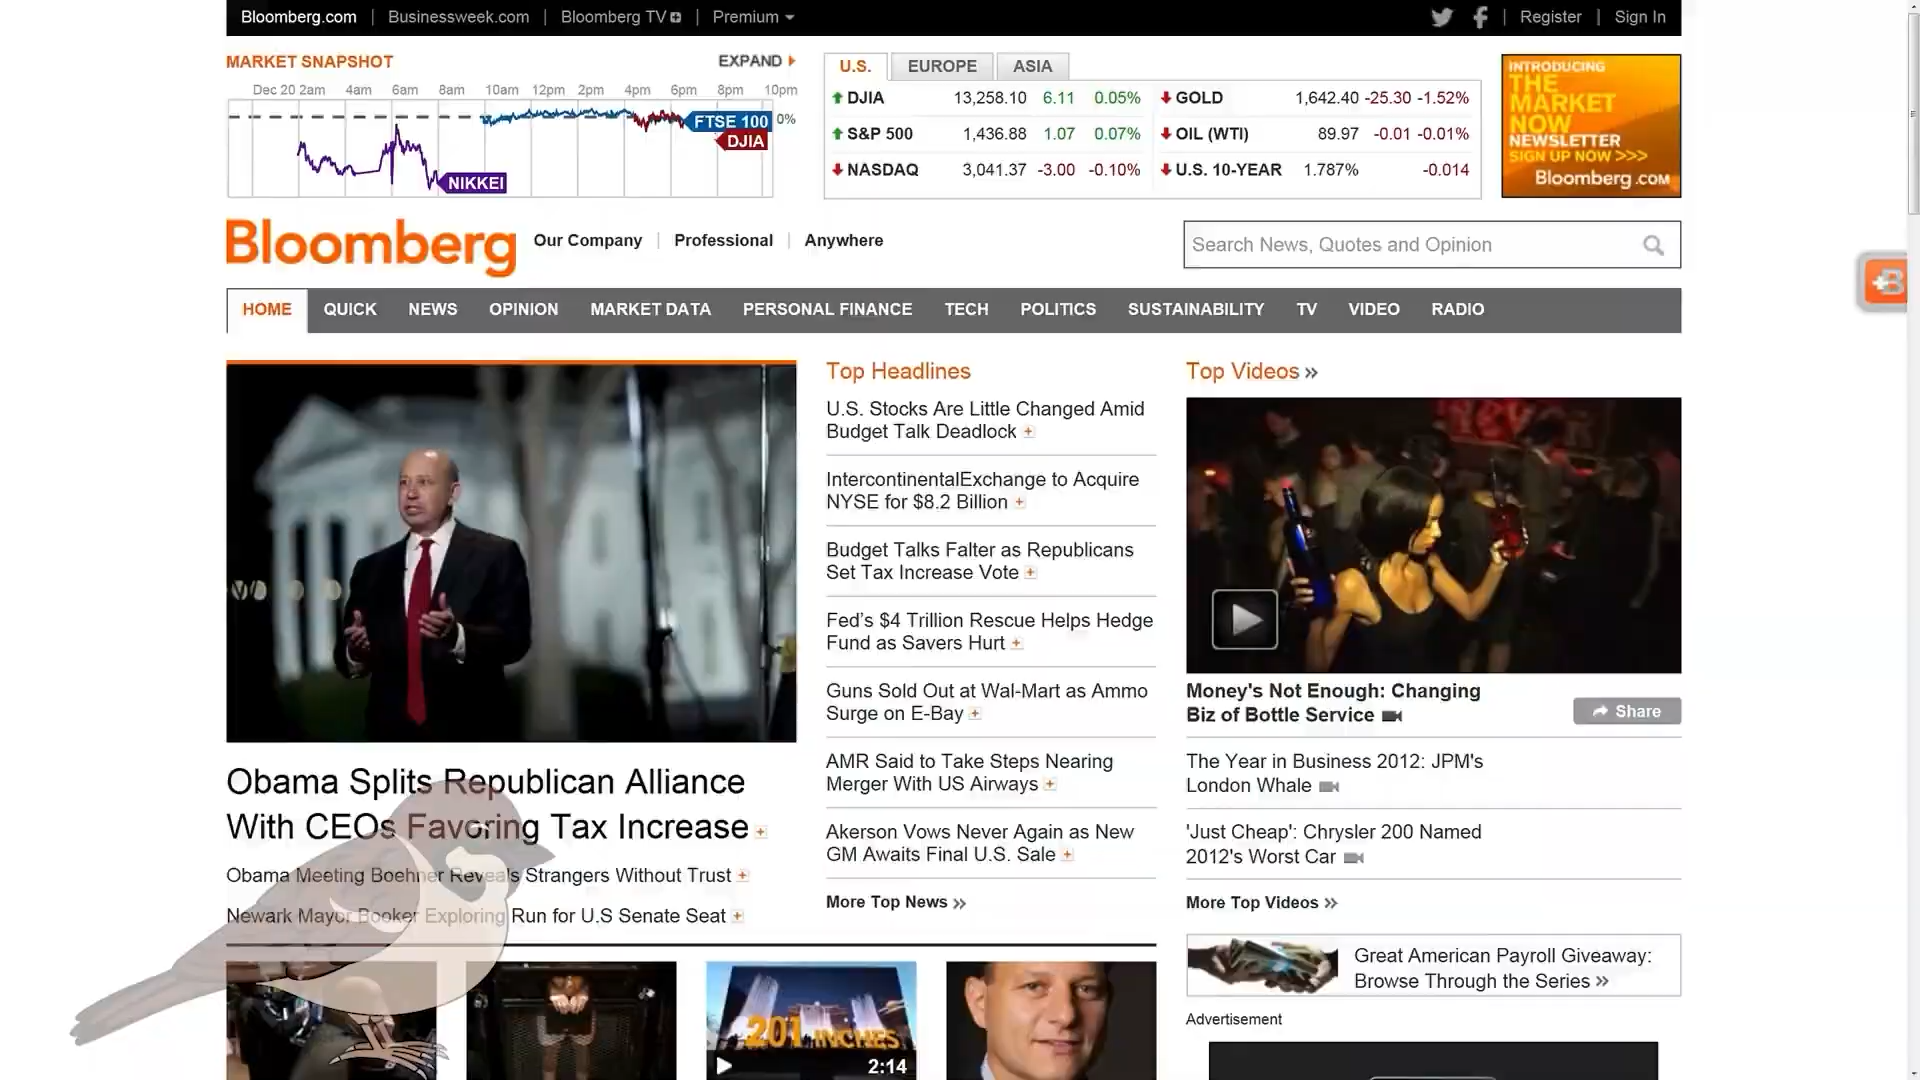 Bloomberg.com | Businessweek.com | Bloomberg TV | Premium
| Register | Sign In
MARKET SNAPSHOT
EXPAND
Dec 20 2am 4am 6am 8am 10am 12pm 2pm 4pm 6pm 8pm 10pm
FTSE 100 0%
DJIA
NIKKEI
U.S. EUROPE ASIA
DJIA 13,258.10 6.11 0.05%
S&P 500 1,436.88 1.07 0.07%
NASDAQ 3,041.37 -3.00 -0.10%
GOLD 1,642.40 -25.30 -1.52%
OIL (WTI) 89.97 -0.01 -0.01%
U.S. 10-YEAR 1.787% -0.014
INTRODUCING
THE
MARKET
NOW
NEWSLETTER
SIGN UP NOW >>>
Bloomberg.com
Bloomberg
Our Company | Professional | Anywhere
Search News, Quotes and Opinion
HOME QUICK NEWS OPINION MARKET DATA PERSONAL FINANCE TECH POLITICS SUSTAINABILITY TV VIDEO RADIO
Obama Splits Republican Alliance
With CEOs Favoring Tax Increase
Obama Meeting Boehner Reveals Strangers Without Trust
Newark Mayor Booker Exploring Run for U.S Senate Seat
Top Headlines
U.S. Stocks Are Little Changed Amid
Budget Talk Deadlock
IntercontinentalExchange to Acquire
NYSE for $8.2 Billion
Budget Talks Falter as Republicans
Set Tax Increase Vote
Fed's $4 Trillion Rescue Helps Hedge
Fund as Savers Hurt
Guns Sold Out at Wal-Mart as Ammo
Surge on E-Bay
AMR Said to Take Steps Nearing
Merger With US Airways
Akerson Vows Never Again as New
GM Awaits Final U.S. Sale
More Top News »
Top Videos »
Money's Not Enough: Changing
Biz of Bottle Service
Share
The Year in Business 2012: JPM's
London Whale
'Just Cheap': Chrysler 200 Named
2012's Worst Car
More Top Videos »
Great American Payroll Giveaway:
Browse Through the Series »
Advertisement
201 INCHES
2:14